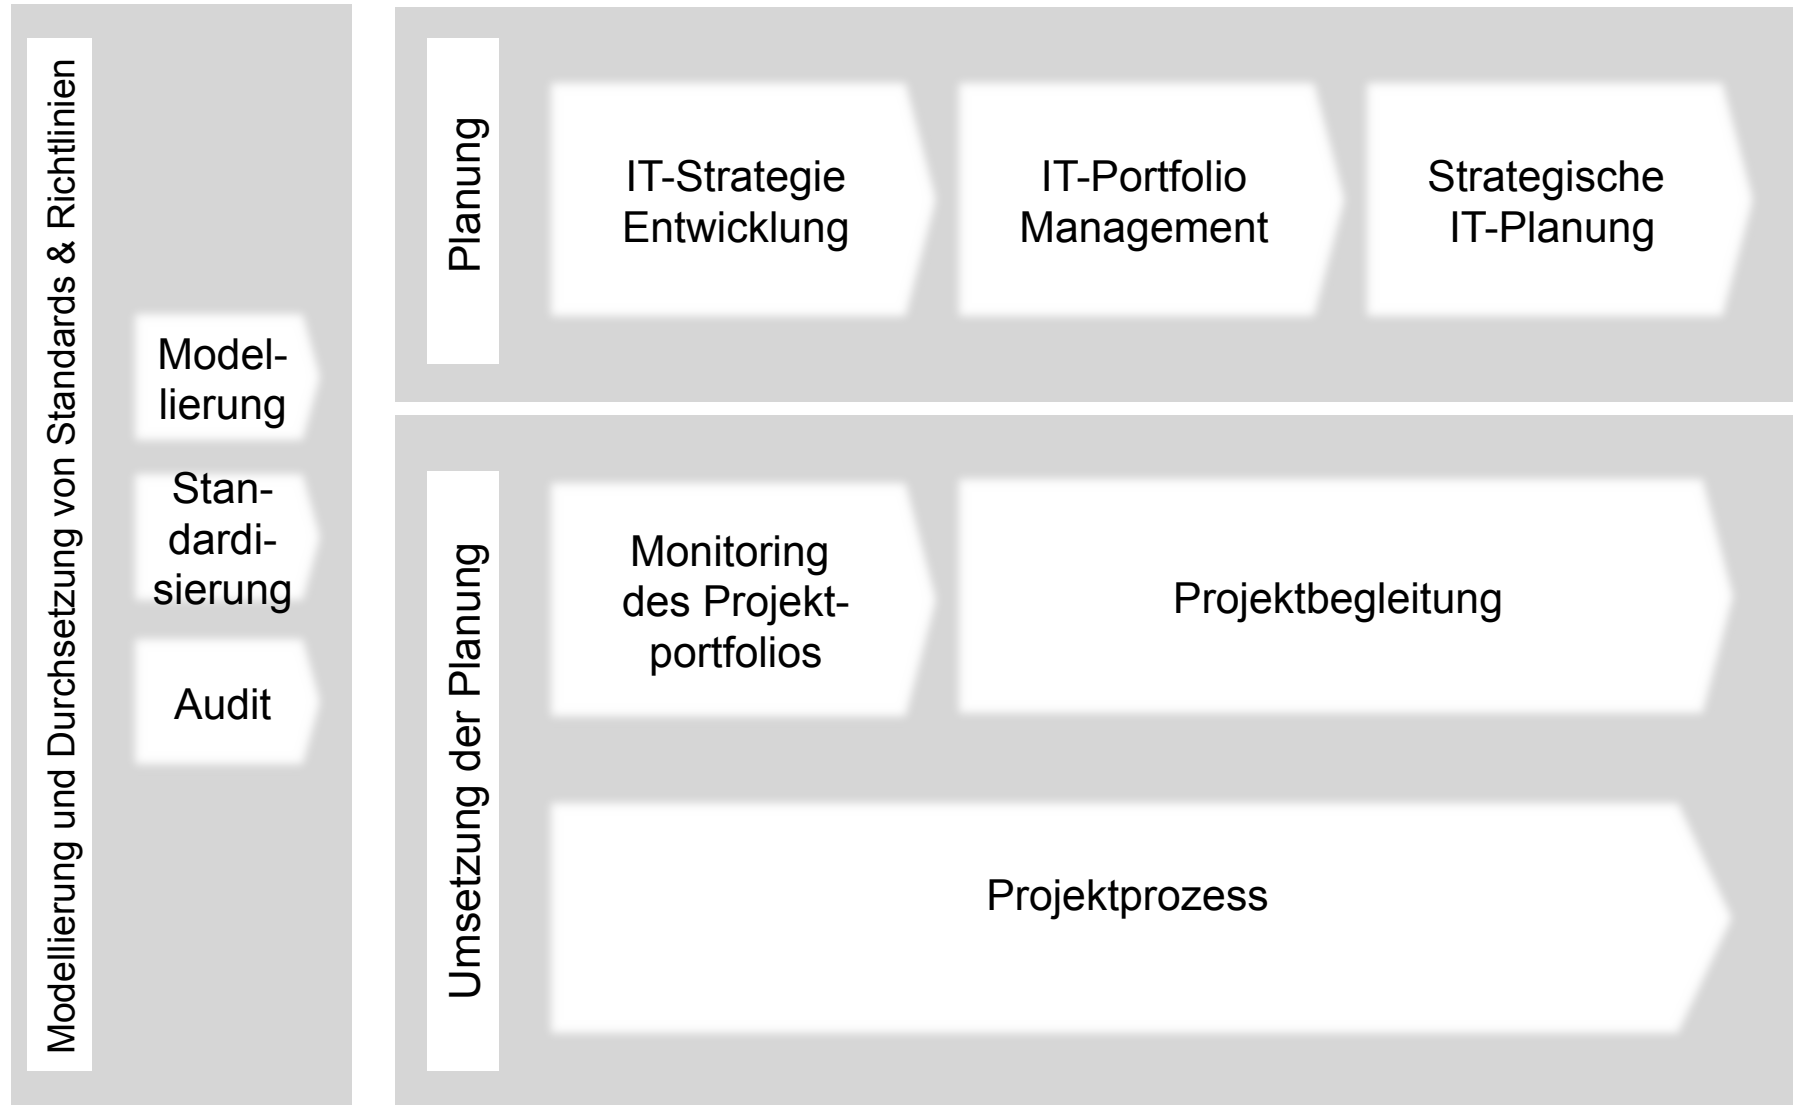 Modellierung und Durchsetzung von Standards & Richtlinien
Model-
lierung
Stan-
dardi-
sierung
Audit
Planung
IT-Strategie
Entwicklung
IT-Portfolio
Management
Strategische
IT-Planung
Umsetzung der Planung
Monitoring
des Projekt-
portfolios
Projektbegleitung
Projektprozess